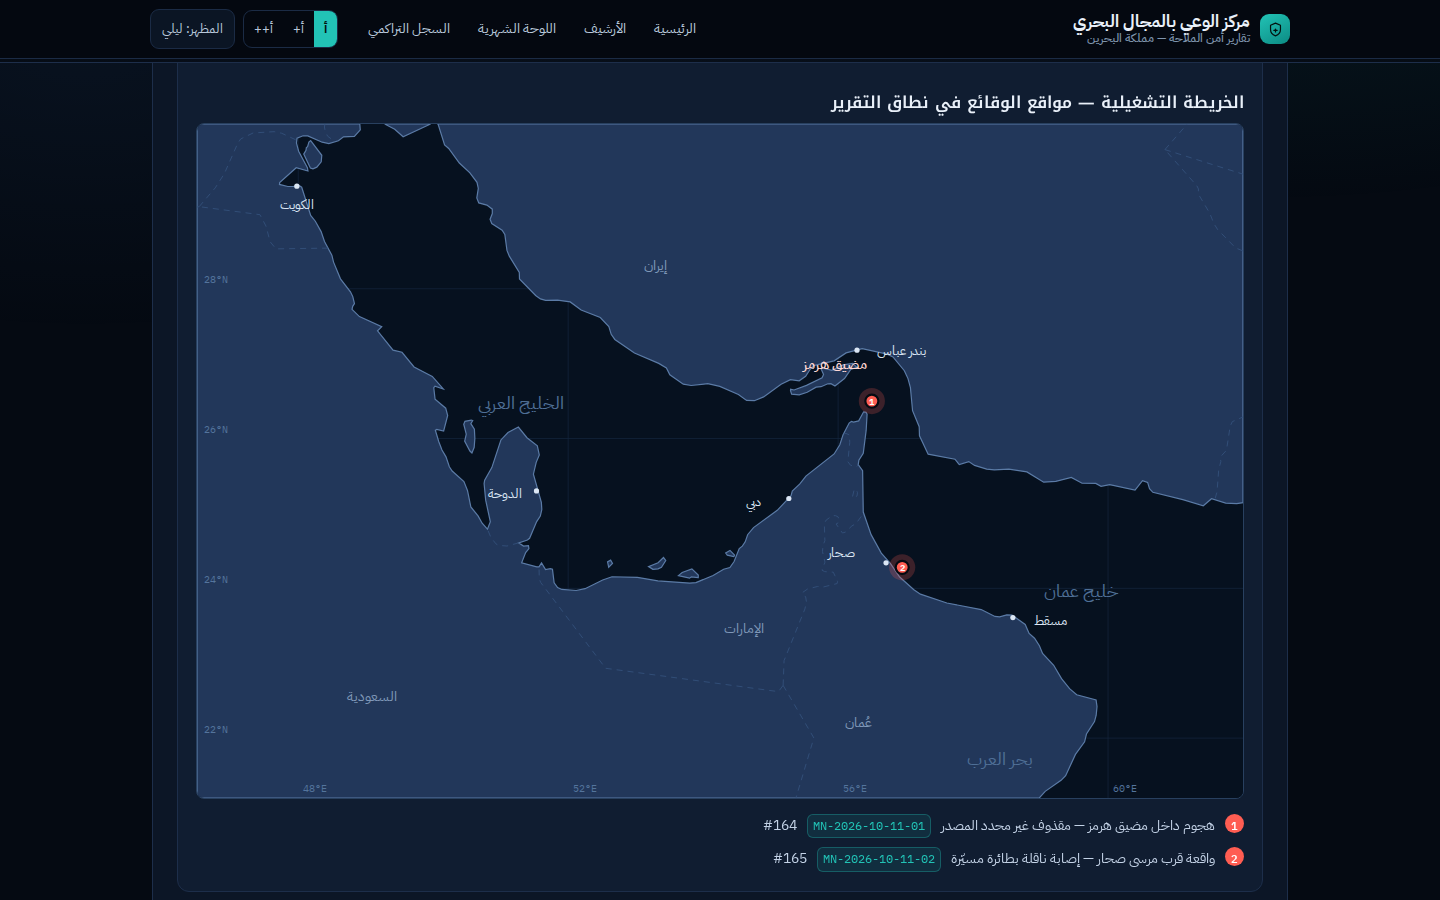 مركز الوعي بالمجال البحري
تقارير أمن الملاحة — مملكة البحرين
الرئيسية
الأرشيف
اللوحة الشهرية
السجل التراكمي
أ
أ+
أ++
المظهر: ليلي
الخريطة التشغيلية — مواقع الوقائع في نطاق التقرير
الكويت
إيران
28°N
بندر عباس
مضيق هرمز
1
الخليج العربي
26°N
الدوحة
دبي
صحار
2
24°N
خليج عمان
مسقط
الإمارات
السعودية
عُمان
22°N
بحر العرب
48°E
52°E
56°E
60°E
1 هجوم داخل مضيق هرمز — مقذوف غير محدد المصدر MN-2026-10-11-01 #164
2 واقعة قرب مرسى صحار — إصابة ناقلة بطائرة مسيّرة MN-2026-10-11-02 #165